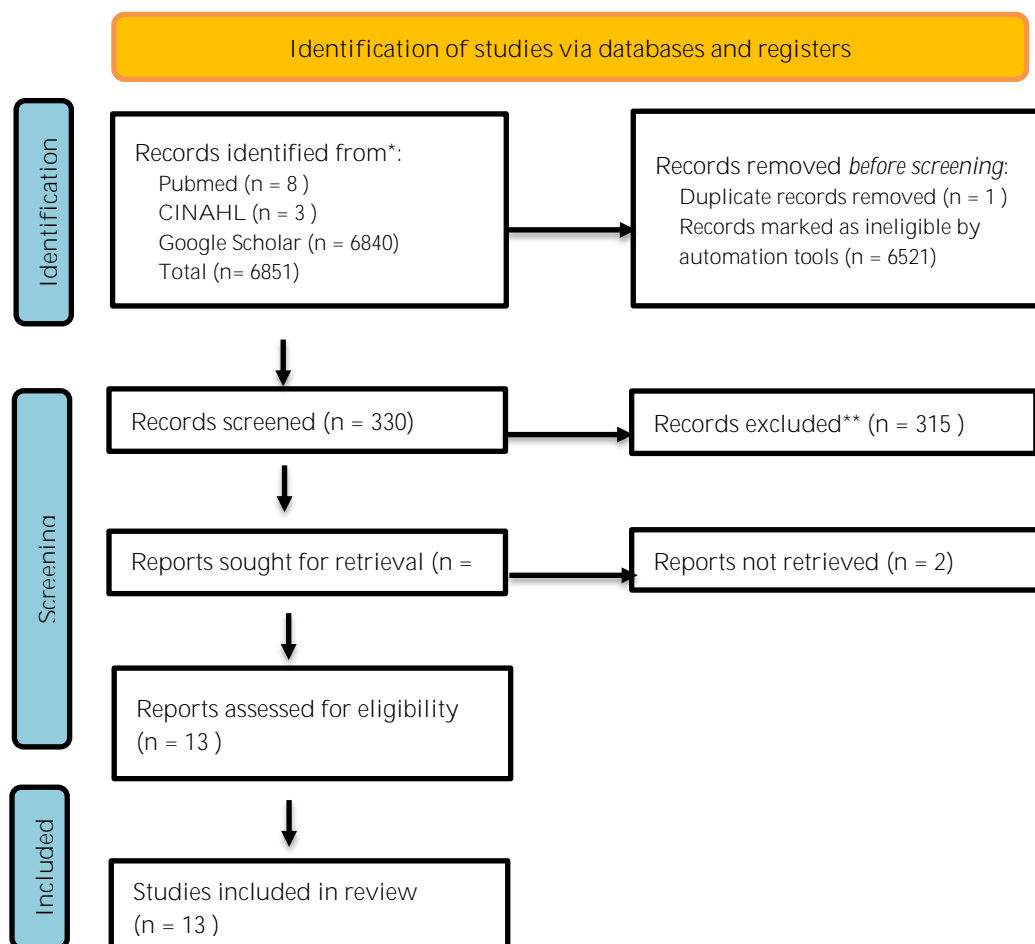 Identification of studies via databases and registers
Identification
Records identified from*:
Pubmed (n = 8 )
CINAHL (n = 3 )
Google Scholar (n = 6840)
Total (n= 6851)
Records removed before screening:
Duplicate records removed (n = 1 )
Records marked as ineligible by
automation tools (n = 6521)
Screening
Records screened (n = 330)
Records excluded** (n = 315 )
Reports sought for retrieval (n =
Reports not retrieved (n = 2)
Reports assessed for eligibility
(n = 13 )
Included
Studies included in review
(n = 13 )